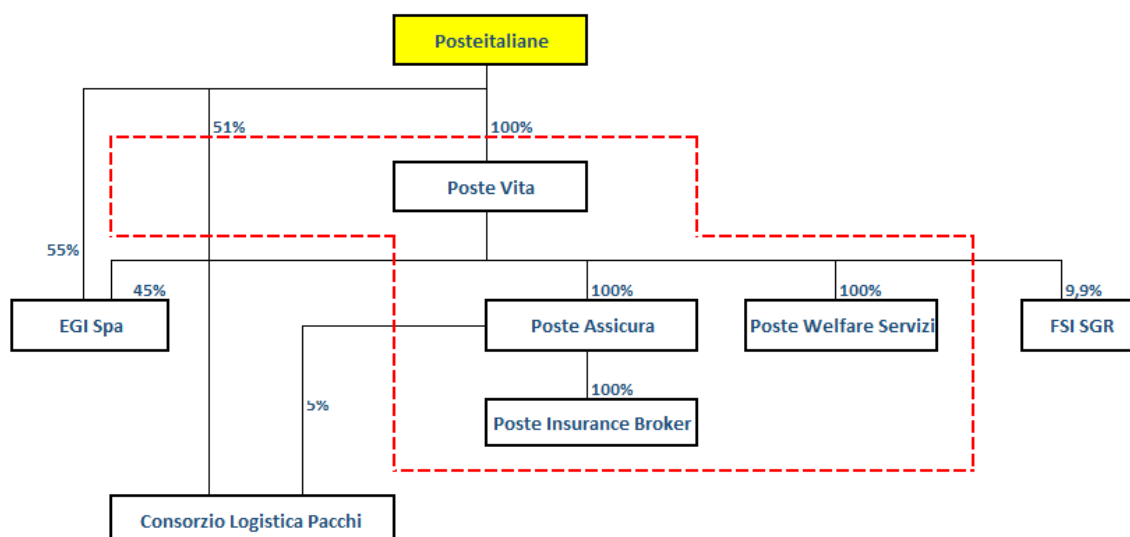 Posteitaliane
51%
100%
Poste Vita
55%
45%
100%
100%
9,9%
EGI Spa
Poste Assicura
Poste Welfare Servizi
FSI SGR
100%
5%
Poste Insurance Broker
Consorzio Logistica Pacchi